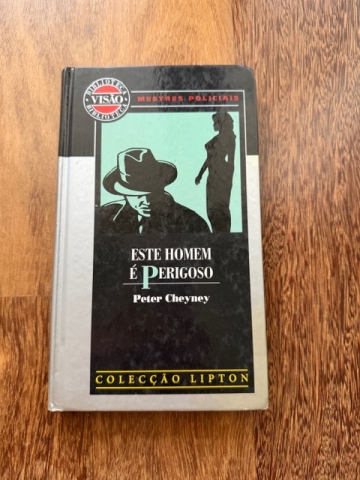 BIBLIOTECA
VISÃO
BIBLIOTECA
MESTRES POLICIAIS
ESTE HOMEM
É PERIGOSO
Peter Cheyney
COLECÇÃO LIPTON